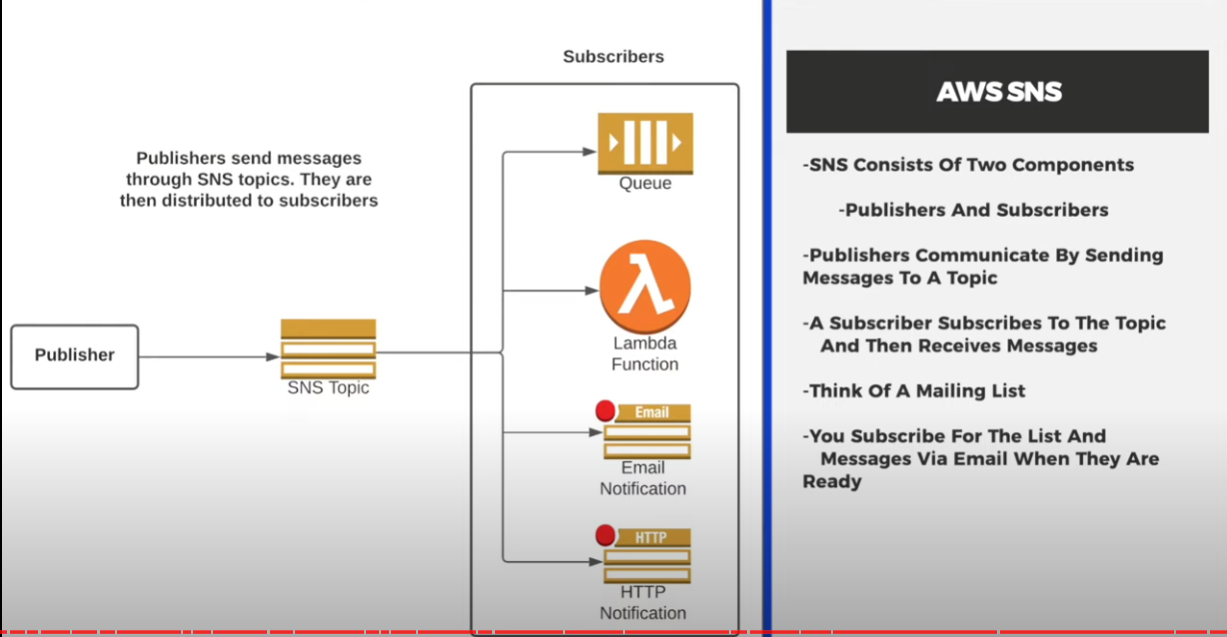 Subscribers
Publishers send messages
through SNS topics. They are
then distributed to subscribers
Publisher
SNS Topic
Queue
λ
Lambda
Function
Email
Email
Notification
HTTP
HTTP
Notification
AWS SNS
-SNS Consists Of Two Components
-Publishers And Subscribers
-Publishers Communicate By Sending
Messages To A Topic
-A Subscriber Subscribes To The Topic
And Then Receives Messages
-Think Of A Mailing List
-You Subscribe For The List And
Messages Via Email When They Are
Ready